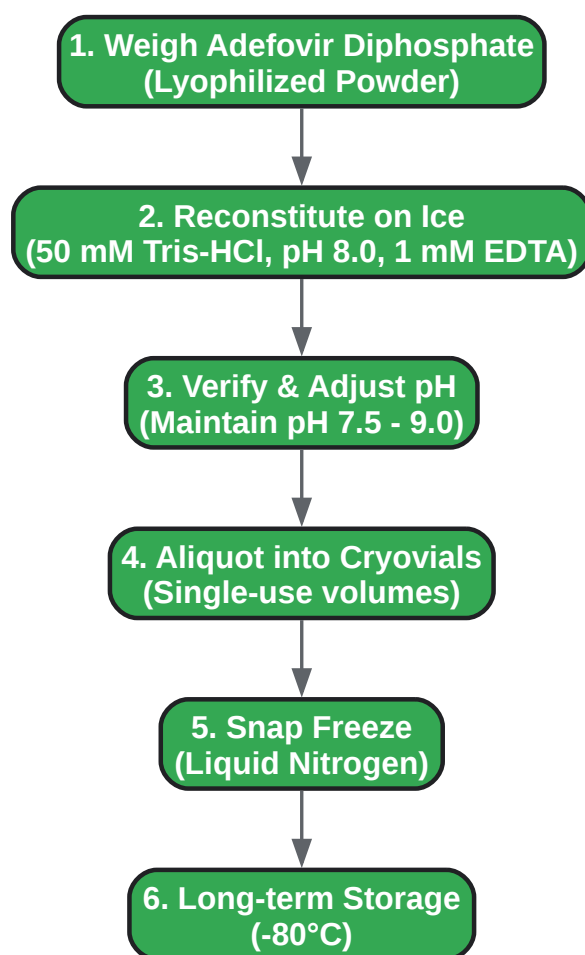 1. Weigh Adefovir Diphosphate
(Lyophilized Powder)
2. Reconstitute on Ice
(50 mM Tris-HCl, pH 8.0, 1 mM EDTA)
3. Verify & Adjust pH
(Maintain pH 7.5 - 9.0)
4. Aliquot into Cryovials
(Single-use volumes)
5. Snap Freeze
(Liquid Nitrogen)
6. Long-term Storage
(-80°C)